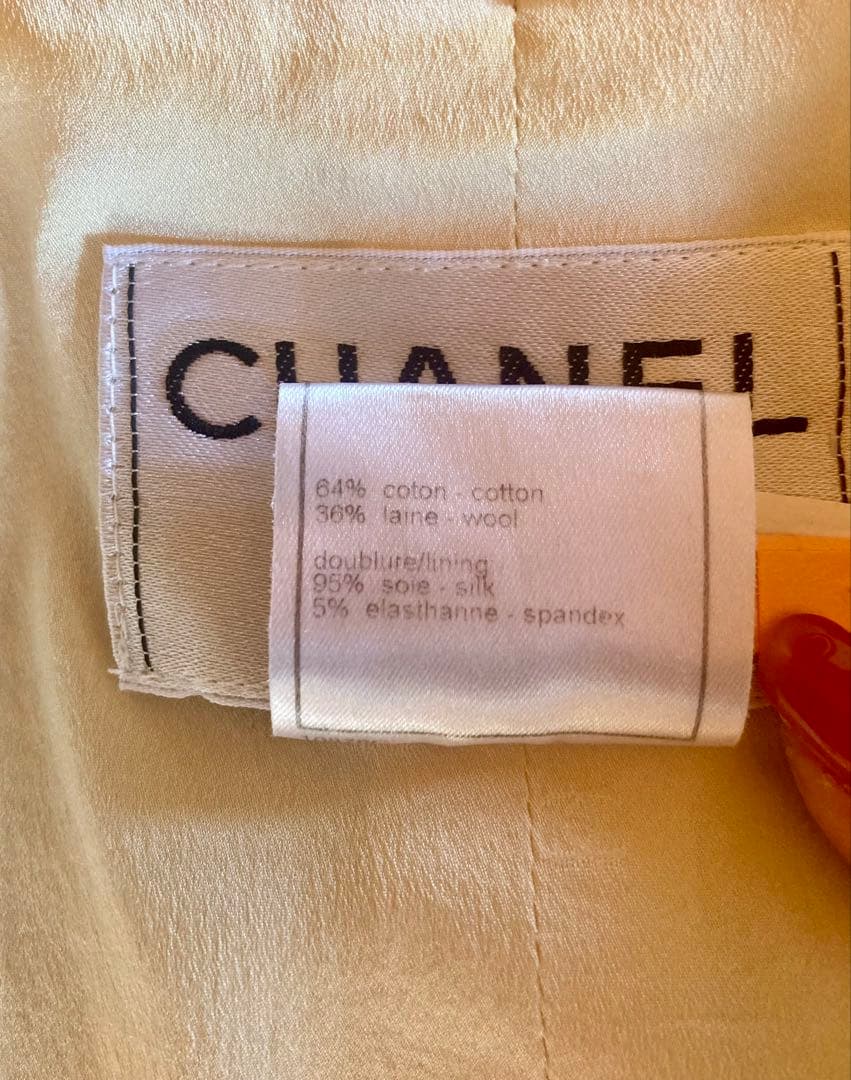 CHANEL
64% coton - cotton
36% laine - wool
doublure/lining
95% soie - silk
5% elasthanne - spandex